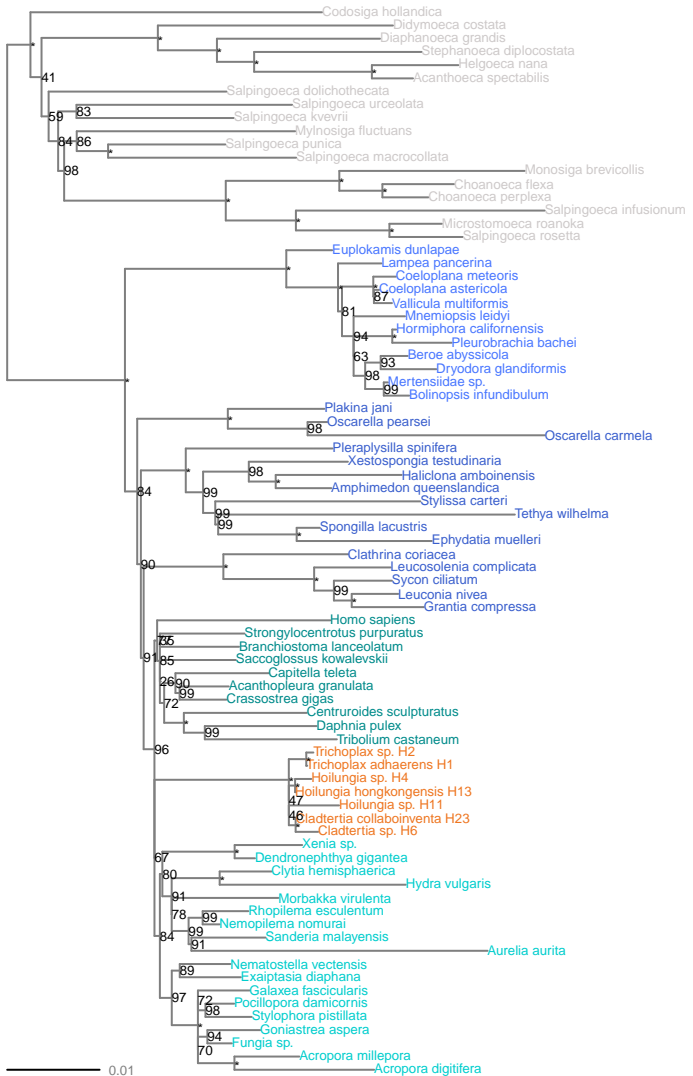 Codosiga hollandica
Didymoeca costata
Diaphanoeca grandis
*
Stephanoeca diplocostata
Helgoeca nana
Acanthoeca spectabilis
41
Salpingoeca dolichothecata
Salpingoeca urceolata
83
Salpingoeca kvevrii
59
Mylnosiga fluctuans
84
86
Salpingoeca punica
Salpingoeca macrocollata
98
Monosiga brevicollis
Choanoeca flexa
Choanoeca perplexa
Salpingoeca infusionum
Microstomoeca roanoka
Salpingoeca rosetta
Euplokamis dunlapae
Lampea pancerina
Coeloplana meteoris
Coeloplana astericola
87
Vallicula multiformis
81
Mnemiopsis leidyi
Hormiphora californensis
94
Pleurobrachia bachei
63
Beroe abyssicola
93
Dryodora glandiformis
98
Mertensiidae sp.
99
Bolinopsis infundibulum
Plakina jani
Oscarella pearsei
98
Oscarella carmela
Pleraplysilla spinifera
Xestospongia testudinaria
98
Haliclona amboinensis
Amphimedon queenslandica
84
99
Stylissa carteri
99
Tethya wilhelma
99
Spongilla lacustris
Ephydatia muelleri
Clathrina coriacea
90
Leucosolenia complicata
Sycon ciliatum
99
Leuconia nivea
Grantia compressa
Homo sapiens
Strongylocentrotus purpuratus
77
Branchiostoma lanceolatum
91
85
Saccoglossus kowalevskii
Capitella teleta
26
90
Acanthopleura granulata
99
Crassostrea gigas
72
Centruroides sculpturatus
Daphnia pulex
99
Tribolium castaneum
96
Trichoplax sp. H2
Trichoplax adhaerens H1
Hoilungia sp. H4
Hoilungia hongkongensis H13
47
Hoilungia sp. H11
46
Cladtertia collaboinventa H23
Cladtertia sp. H6
Xenia sp.
67
Dendronephthya gigantea
Clytia hemisphaerica
80
Hydra vulgaris
91
Morbakka virulenta
78
Rhopilema esculentum
99
Nemopilema nomurai
99
Sanderia malayensis
84
91
Aurelia aurita
Nematostella vectensis
89
Exaiptasia diaphana
Galaxea fascicularis
97
72
Pocillopora damicornis
98
Stylophora pistillata
Goniastrea aspera
94
Fungia sp.
70
Acropora millepora
Acropora digitifera
0.01